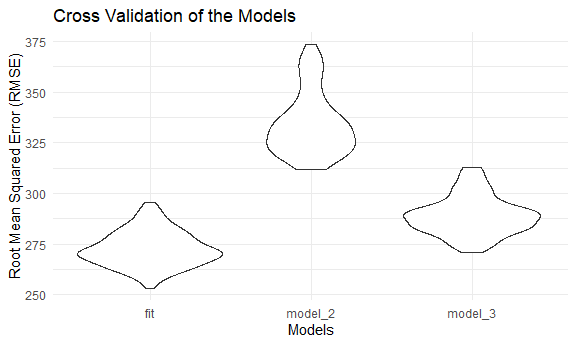 Cross Validation of the Models
Root Mean Squared Error (RMSE)
375
350
325
300
275
250
fit
model_2
model_3
Models